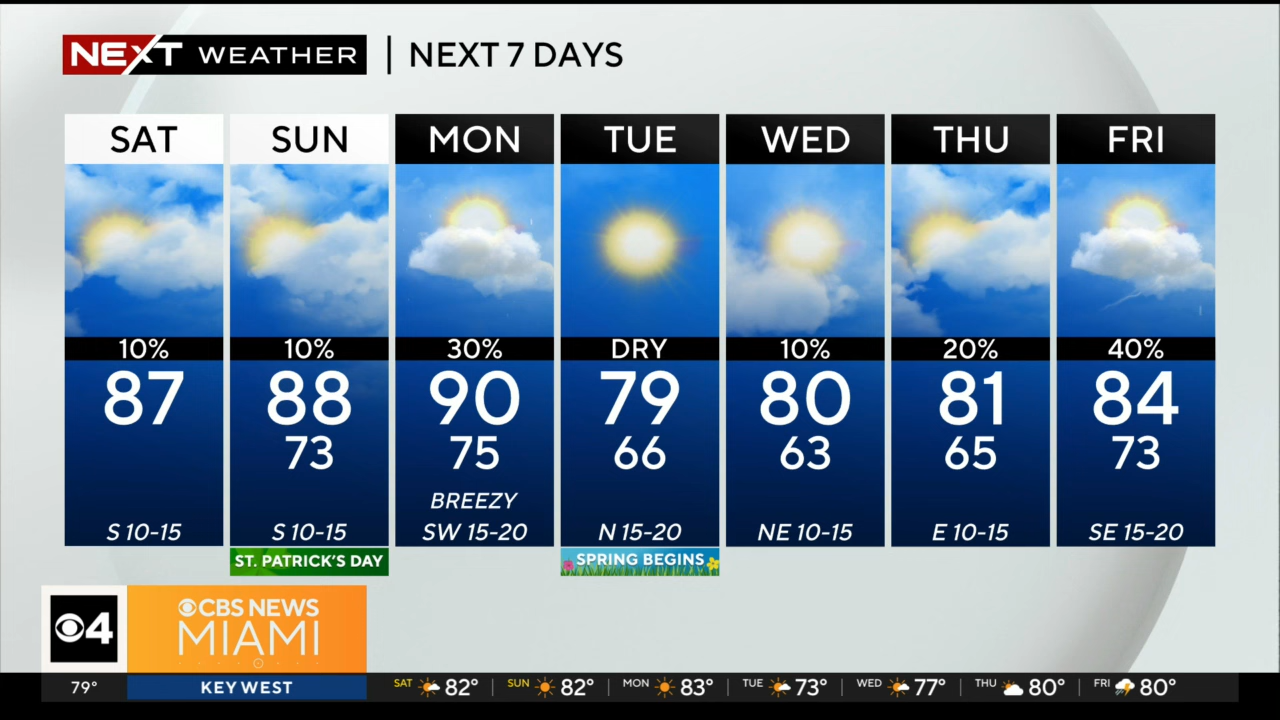 NEXT WEATHER | NEXT 7 DAYS
SAT SUN MON TUE WED THU FRI
10% 10% 30% DRY 10% 20% 40%
87 88 90 79 80 81 84
73 75 66 63 65 73
BREEZY
S 10-15 S 10-15 SW 15-20 N 15-20 NE 10-15 E 10-15 SE 15-20
ST. PATRICK'S DAY SPRING BEGINS
4 CBS NEWS
MIAMI
79° KEY WEST SAT 82° SUN 82° MON 83° TUE 73° WED 77° THU 80° FRI 80°